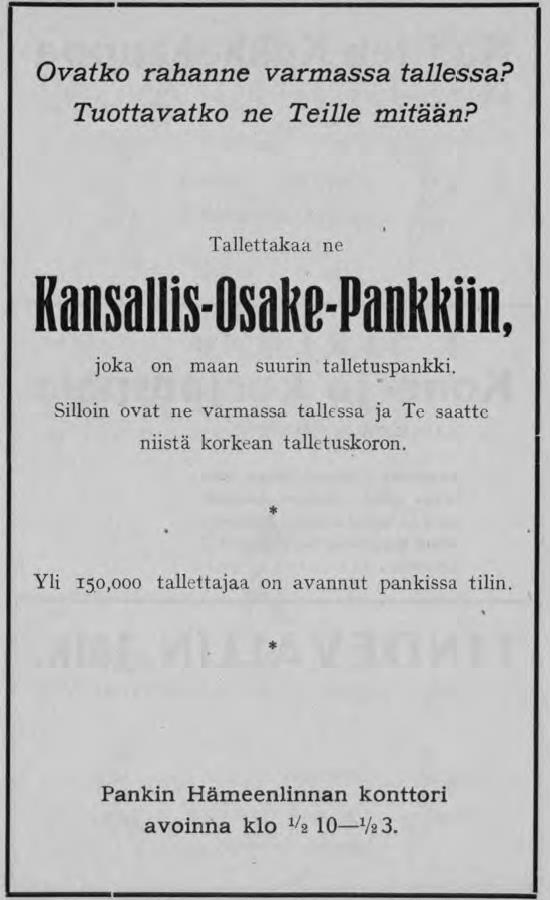 Ovatko rahanne varmassa tallessa?
Tuottavatko ne Teille mitään?
Tallettakaa ne
Kansallis-Osake-Pankkiin,
joka on maan suurin talletuspankki.
Silloin ovat ne varmassa tallessa ja Te saatte
niistä korkean talletuskoron.
*
Yli 150,000 tallettajaa on avannut pankissa tilin.
*
Pankin Hämeenlinnan konttori
avoinna klo ½ 10—½ 3.